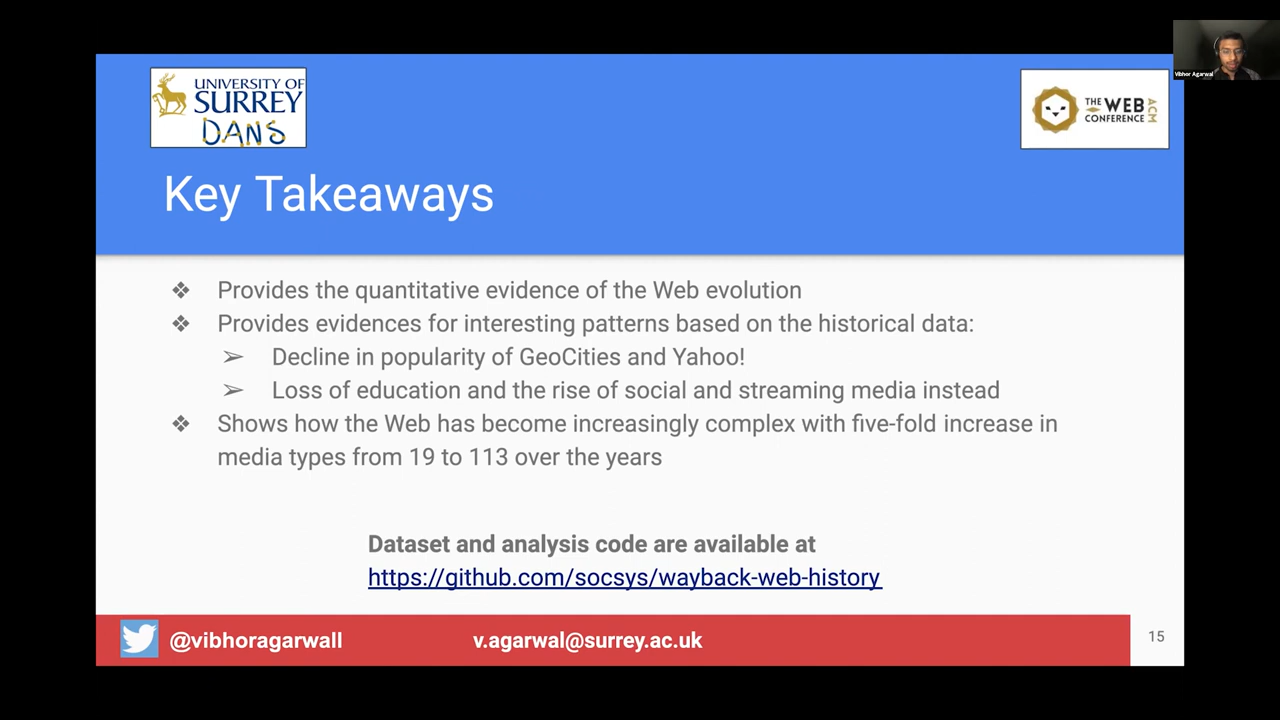 UNIVERSITY OF
SURREY
DANS
THE WEB
CONFERENCE
ACM
Vibhor Agarwal
Key Takeaways
❖ Provides the quantitative evidence of the Web evolution
❖ Provides evidences for interesting patterns based on the historical data:
➢ Decline in popularity of GeoCities and Yahoo!
➢ Loss of education and the rise of social and streaming media instead
❖ Shows how the Web has become increasingly complex with five-fold increase in
media types from 19 to 113 over the years
Dataset and analysis code are available at
https://github.com/socsys/wayback-web-history
@vibhoragarwall v.agarwal@surrey.ac.uk 15